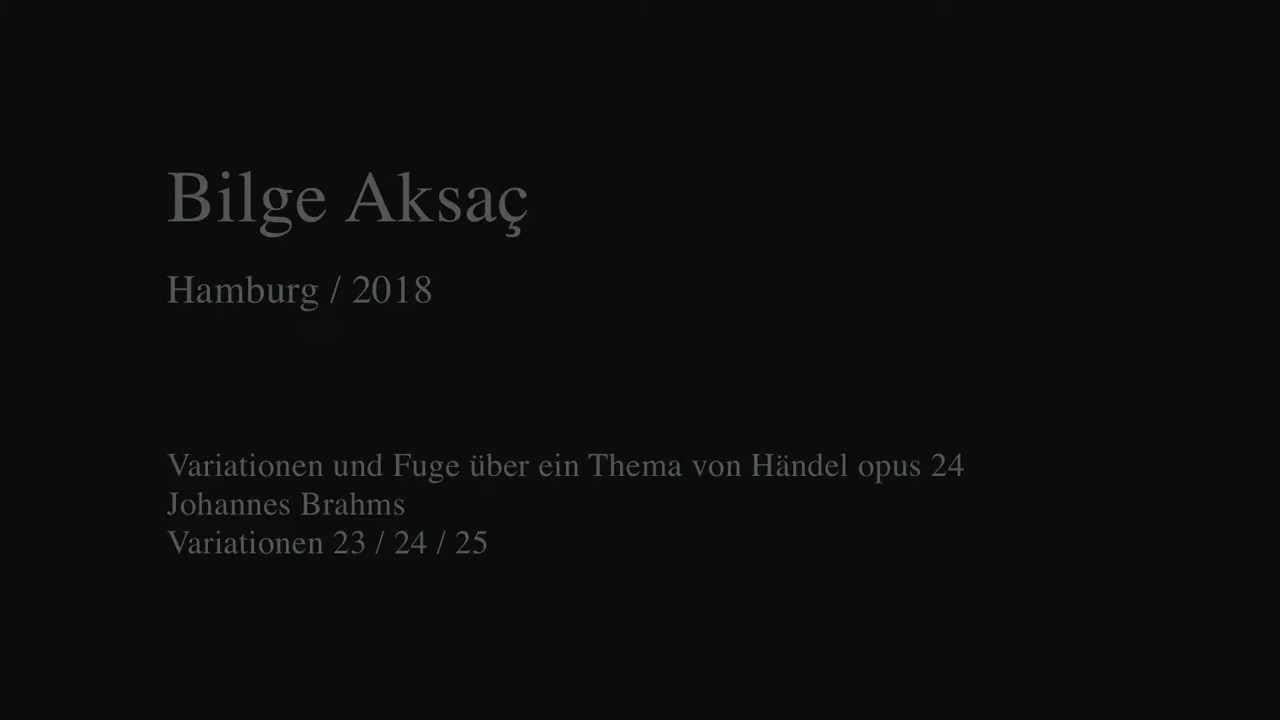 Bilge Aksaç
Hamburg / 2018
Variationen und Fuge über ein Thema von Händel opus 24
Johannes Brahms
Variationen 23 / 24 / 25